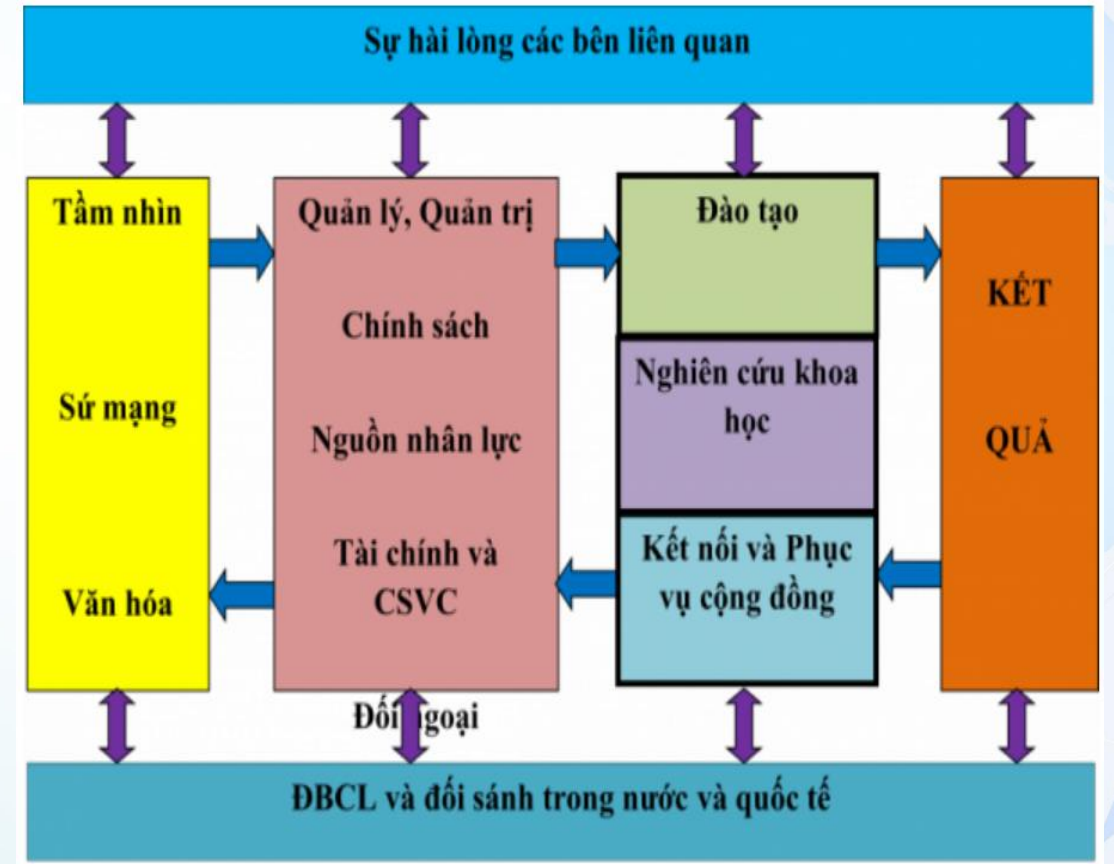 Sự hài lòng các bên liên quan
Tầm nhìn
Sứ mạng
Văn hóa
Quản lý, Quản trị
Chính sách
Nguồn nhân lực
Tài chính và
CSVC
Đối ngoại
Đào tạo
Nghiên cứu khoa
học
Kết nối và Phục
vụ cộng đồng
KẾT
QUẢ
ĐBCL và đối sánh trong nước và quốc tế